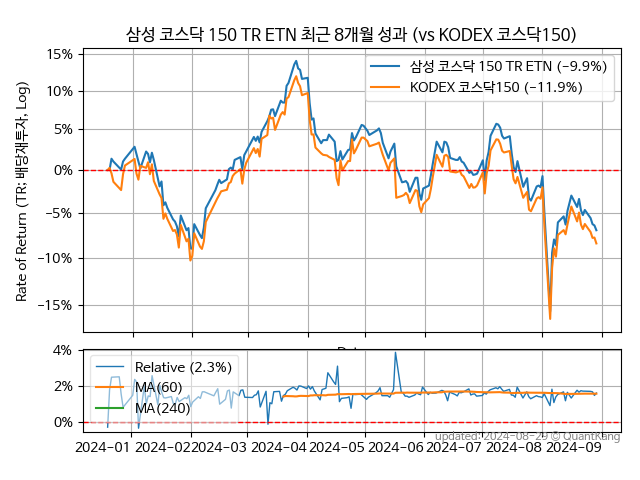 삼성 코스닥 150 TR ETN 최근 8개월 성과 (vs KODEX 코스닥150)
Rate of Return (TR: 배당재투자, Log)
15%
10%
5%
0%
−5%
−10%
−15%
삼성 코스닥 150 TR ETN (−9.9%)
KODEX 코스닥150 (−11.9%)
4%
2%
0%
Relative (2.3%)
MA(60)
MA(240)
2024−01 2024−02 2024−03 2024−04 2024−05 2024−06 2024−07 2024−08 2024−09
updated: 2024−08−29 © QuantKang